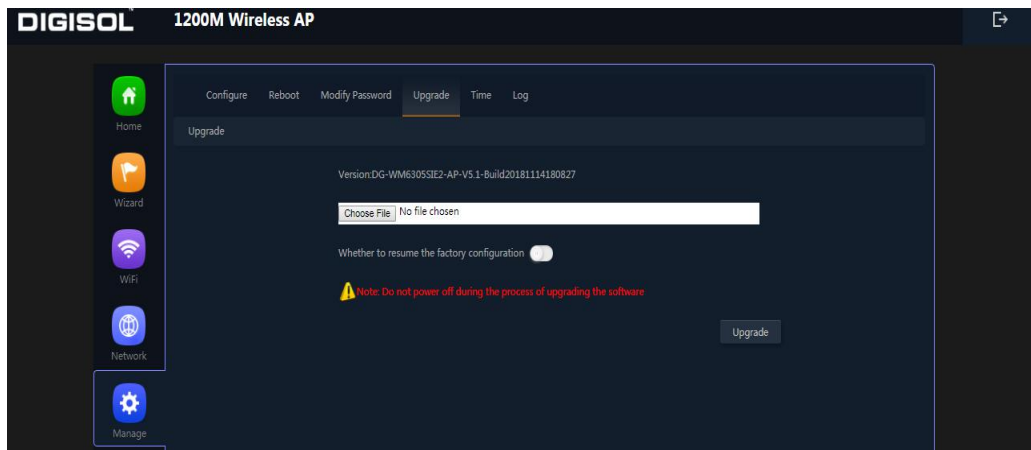 DIGISOL 1200M Wireless AP
Configure Reboot Modify Password Upgrade Time Log
Home
Upgrade
Version:DG-WM6305SIE2-AP-V5.1-Build20181114180827
Wizard
Choose File No file chosen
Whether to resume the factory configuration
WiFi
Note: Do not power off during the process of upgrading the software
Upgrade
Network
Manage